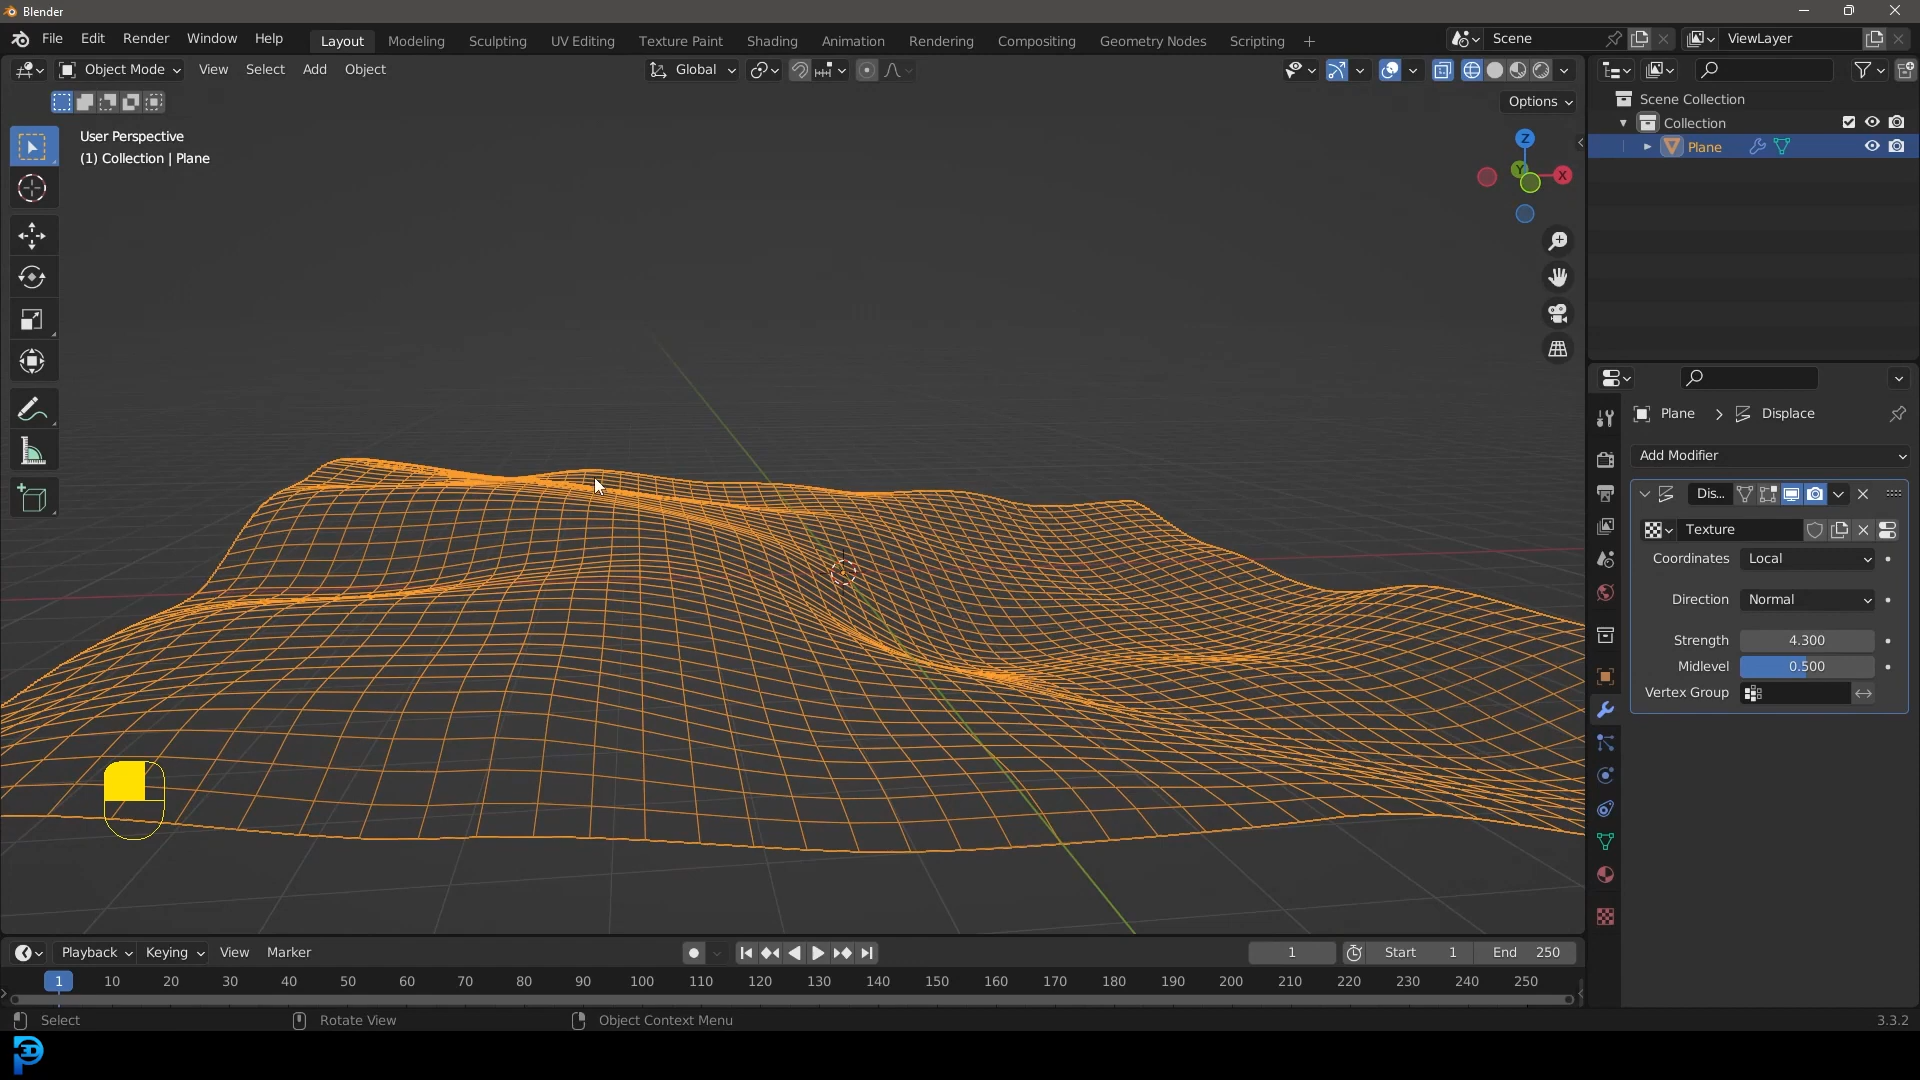 Blender
File Edit Render Window Help Layout Modeling Sculpting UV Editing Texture Paint Shading Animation Rendering Compositing Geometry Nodes Scripting + Scene ViewLayer
Object Mode View Select Add Object Global
Options
User Perspective
(1) Collection | Plane
Z
Y
X
Scene Collection
Collection
Plane
Plane > Displace
Add Modifier
Dis...
Texture
Coordinates Local
Direction Normal
Strength 4.300
Midlevel 0.500
Vertex Group
Playback Keying View Marker 1 Start 1 End 250
1 10 20 30 40 50 60 70 80 90 100 110 120 130 140 150 160 170 180 190 200 210 220 230 240 250
Select Rotate View Object Context Menu 3.3.2
3D